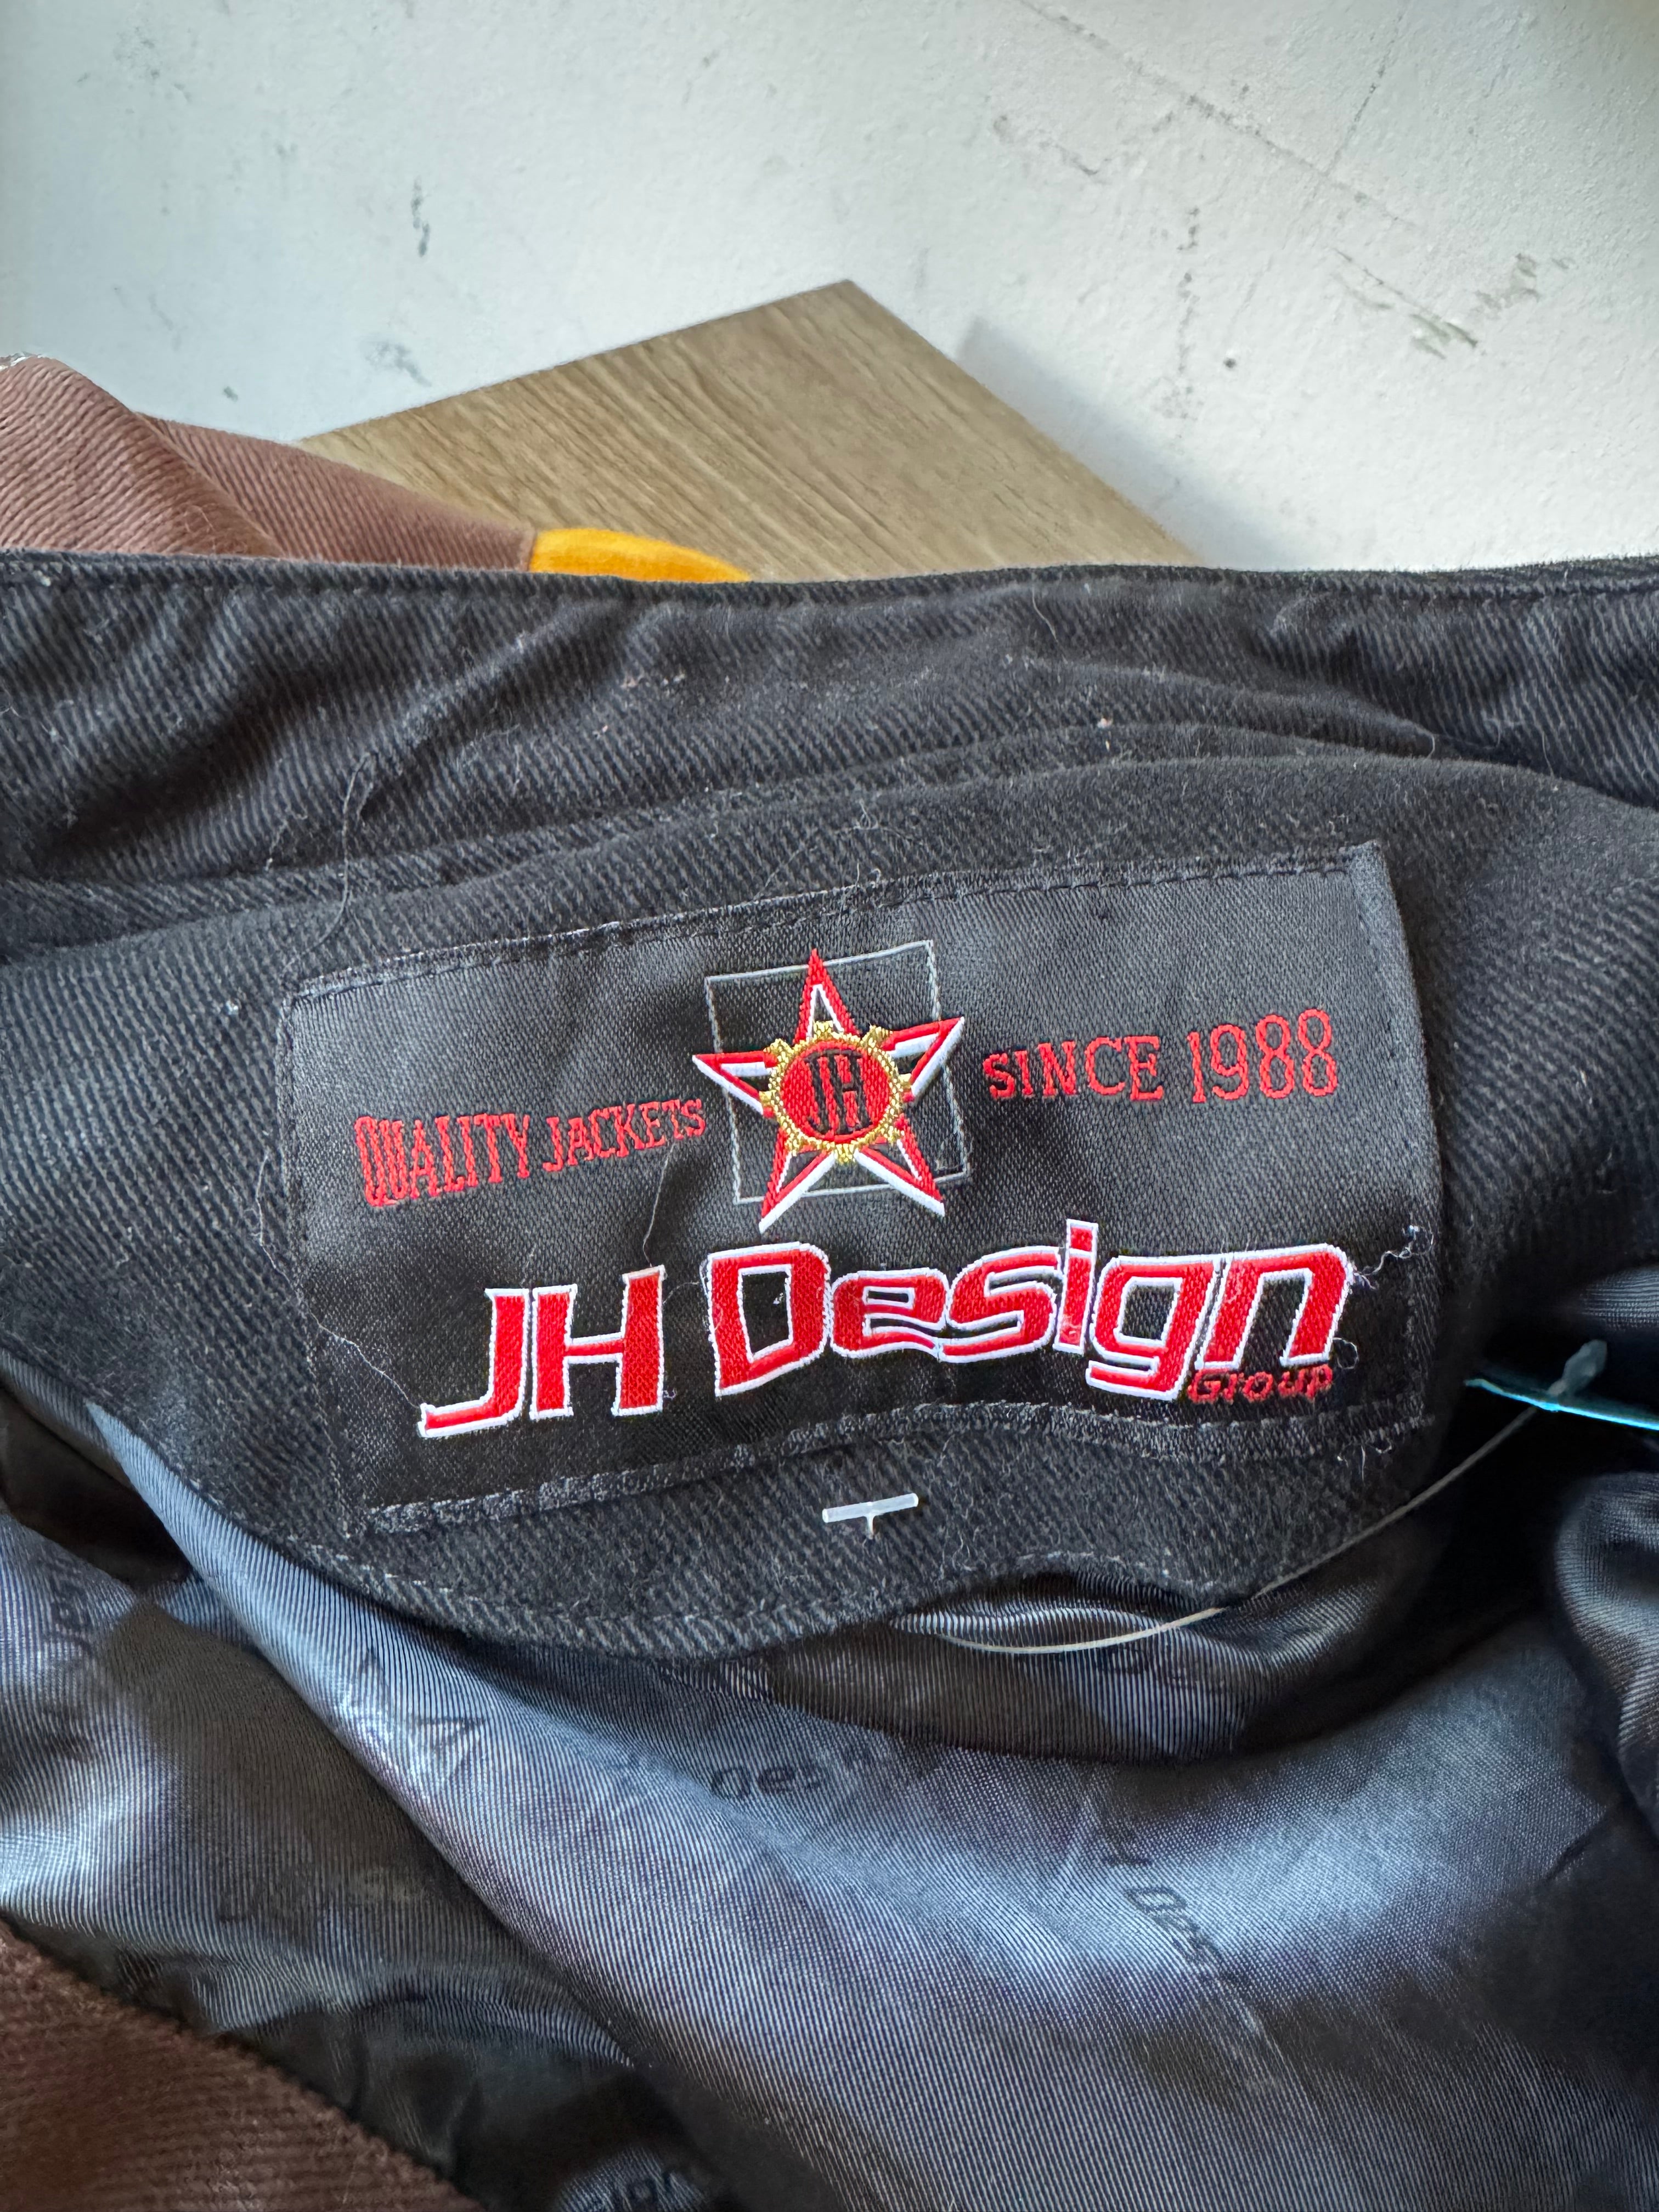 QUALITY JACKETS
JH
SINCE 1988
JH Design
Group